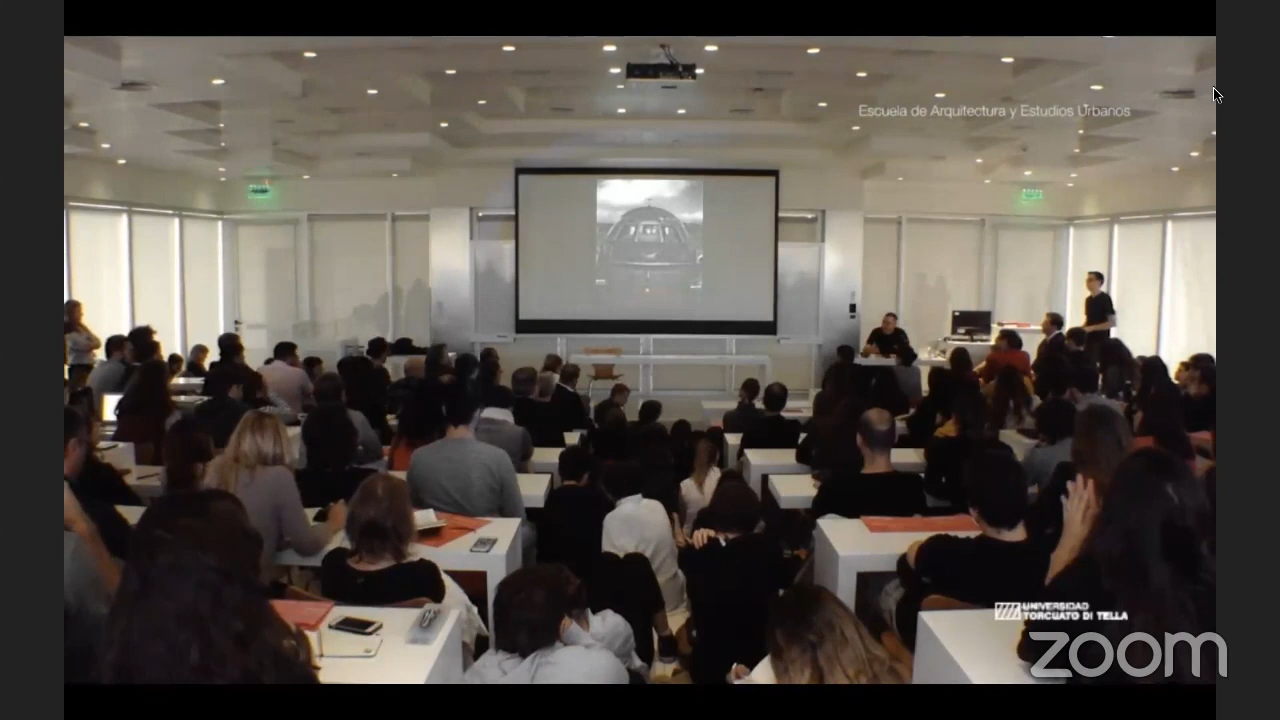 Escuela de Arquitectura y Estudios Urbanos
UNIVERSIDAD
TORCUATO DI TELLA
zoom